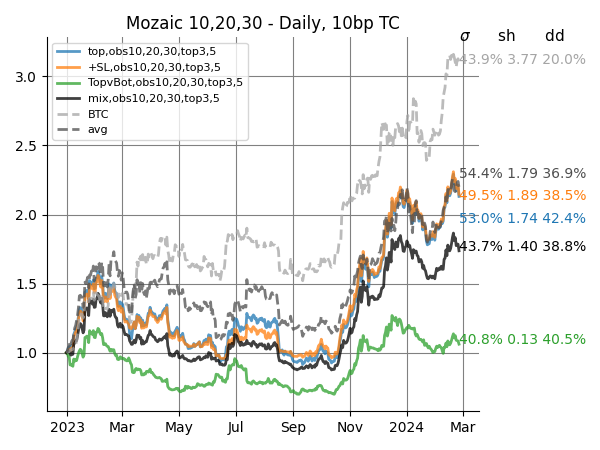 Mozaic 10,20,30 - Daily, 10bp TC
σ sh dd
top,obs10,20,30,top3,5
+SL,obs10,20,30,top3,5
TopvBot,obs10,20,30,top3,5
mix,obs10,20,30,top3,5
BTC
avg
43.9% 3.77 20.0%
54.4% 1.79 36.9%
49.5% 1.89 38.5%
53.0% 1.74 42.4%
43.7% 1.40 38.8%
40.8% 0.13 40.5%
3.0
2.5
2.0
1.5
1.0
2023 Mar May Jul Sep Nov 2024 Mar